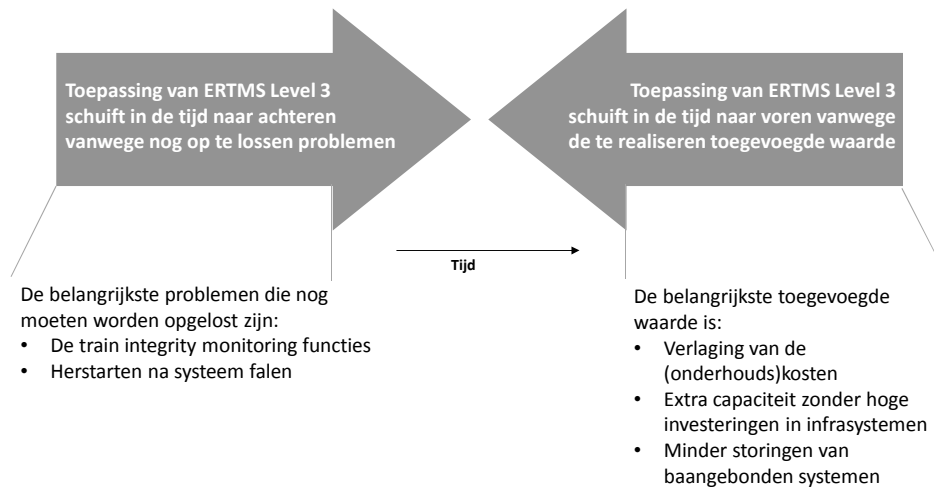 Toepassing van ERTMS Level 3
schuift in de tijd naar achteren
vanwege nog op te lossen problemen
Toepassing van ERTMS Level 3
schuift in de tijd naar voren vanwege
de te realiseren toegevoegde waarde
Tijd
De belangrijkste problemen die nog
moeten worden opgelost zijn:
• De train integrity monitoring functies
• Herstarten na systeem falen
De belangrijkste toegevoegde
waarde is:
• Verlaging van de
(onderhouds)kosten
• Extra capaciteit zonder hoge
investeringen in infrasystemen
• Minder storingen van
baangebonden systemen